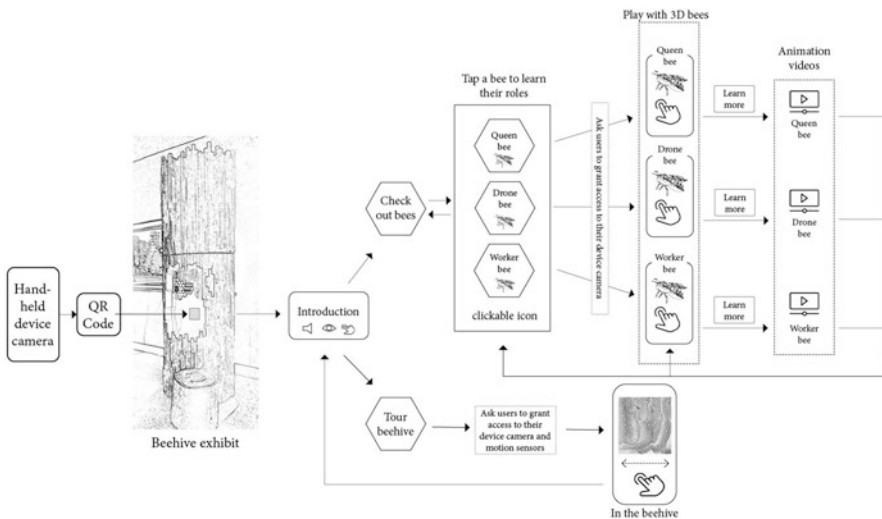 Hand-
held
device
camera
QR
Code
Beehive exhibit
Introduction
Check
out bees
Tour
beehive
Tap a bee to learn
their roles
Queen
bee
Drone
bee
Worker
bee
clickable icon
Ask users to grant access to their device camera
Ask users to grant
access to their
device camera and
motion sensors
Play with 3D bees
Queen
bee
Drone
bee
Worker
bee
In the beehive
Learn
more
Learn
more
Learn
more
Animation
videos
Queen
bee
Drone
bee
Worker
bee